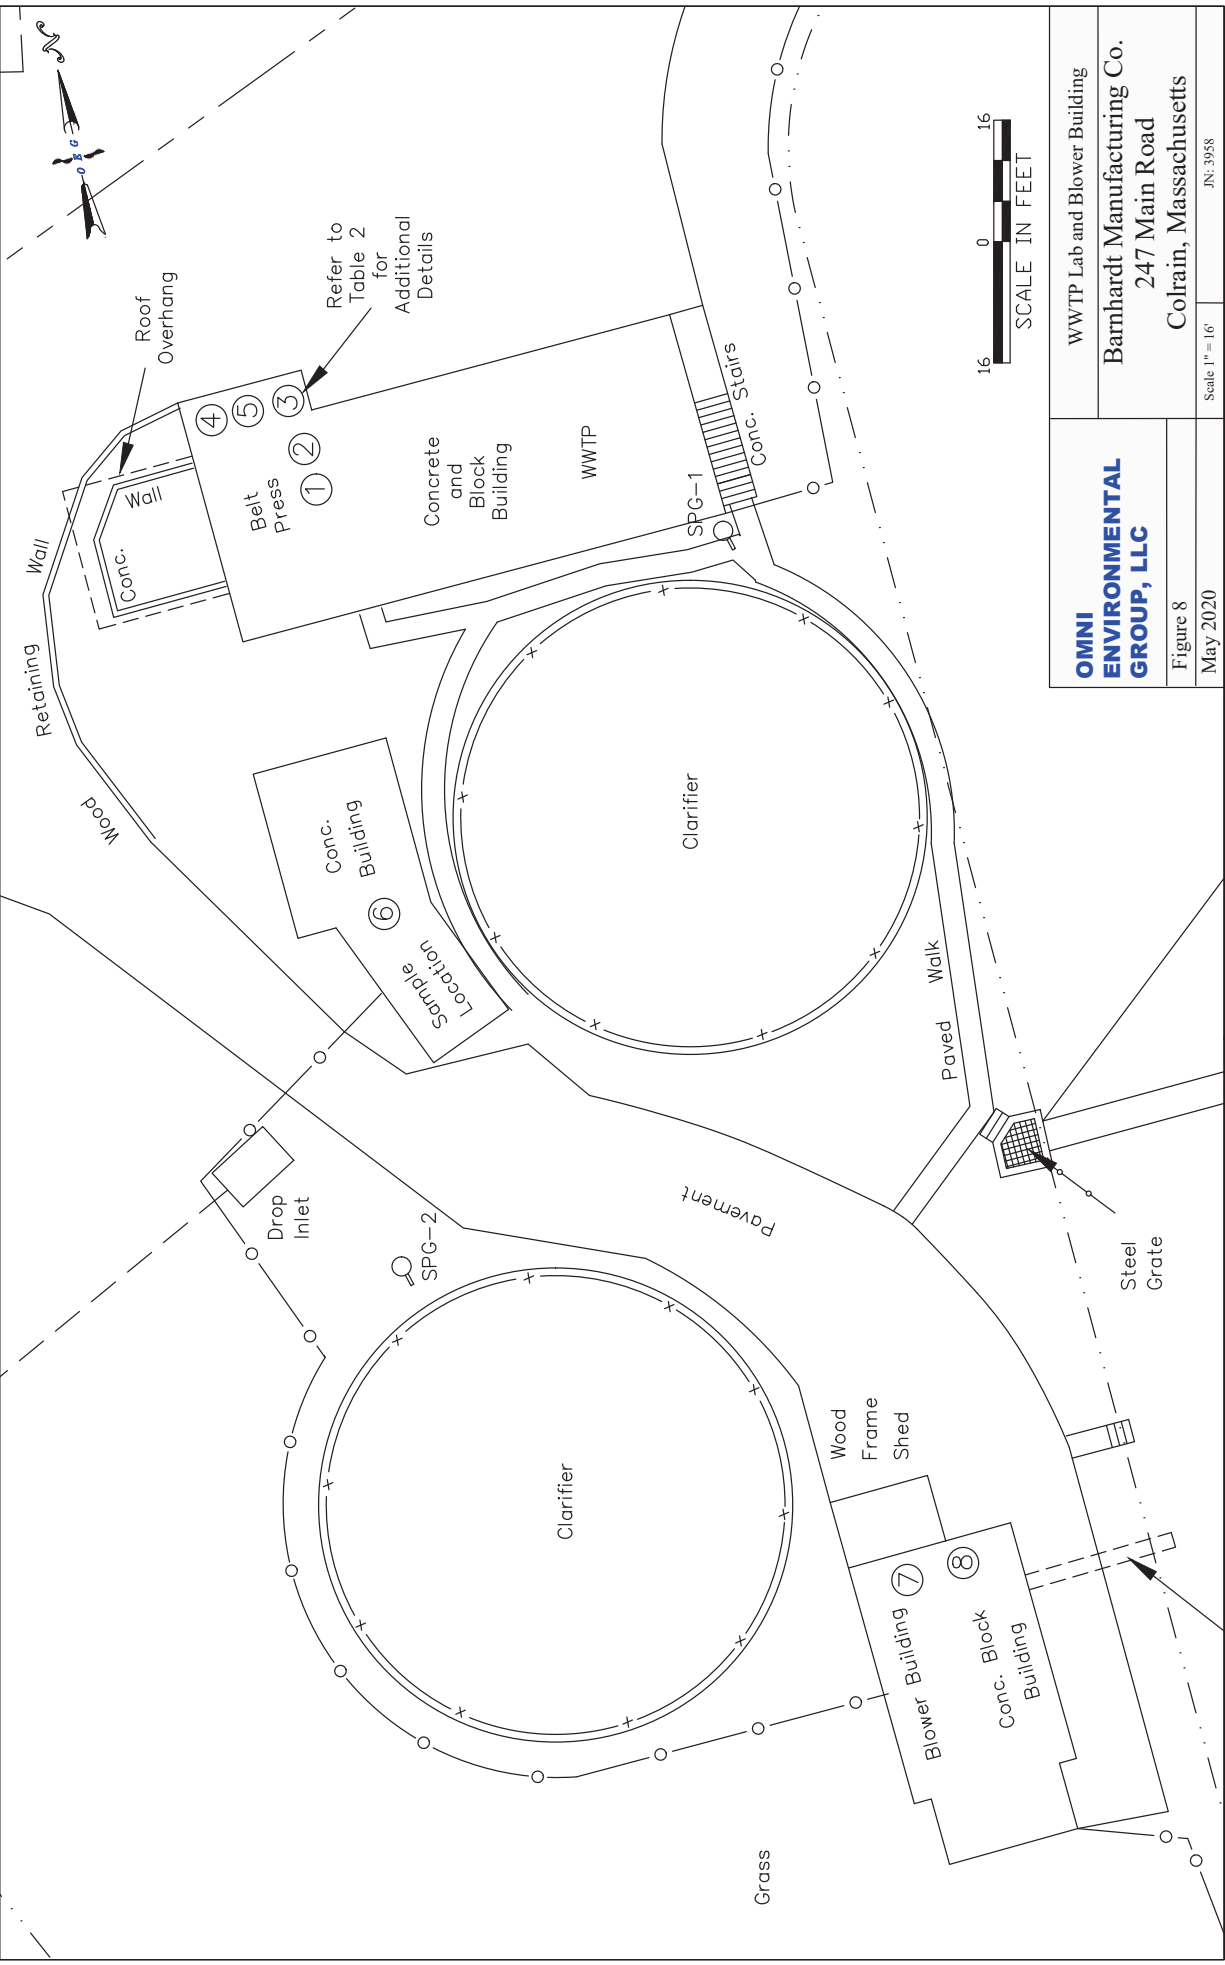 N
O E G
Roof
Overhang
Refer to
Table 2
for
Additional
Details
Wall
Conc.
Wood
Retaining
Wall
4
5
3
2
1
Belt
Press
Concrete
and
Block
Building
WWTP
SPG-1
Conc. Stairs
Conc.
Building
6
Sample
Location
Clarifier
Paved
Walk
Drop
Inlet
SPG-2
Pavement
Steel
Grate
Clarifier
Wood
Frame
Shed
Blower Building
7
8
Conc. Block
Building
Grass
16
0
16
SCALE IN FEET
OMNI
ENVIRONMENTAL
GROUP, LLC
Figure 8
May 2020
WWTP Lab and Blower Building
Barnhardt Manufacturing Co.
247 Main Road
Colrain, Massachusetts
Scale 1" = 16'
JN: 3958